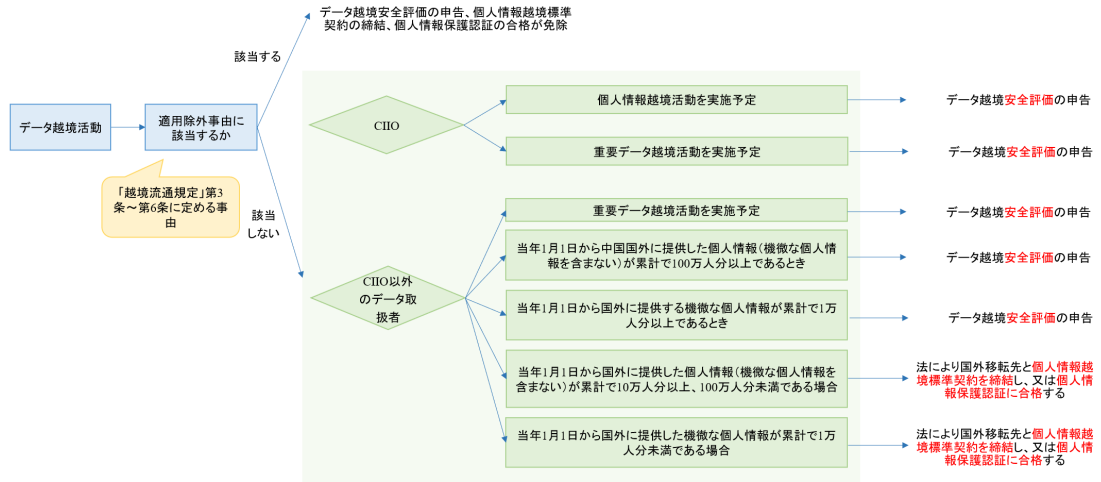 データ越境安全評価の申告、個人情報越境標準
契約の締結、個人情報保護認証の合格が免除
該当する
データ越境活動
適用除外事由に
該当するか
「越境流通規定」第3
条～第6条に定める事
由
該当
しない
CIIO
個人情報越境活動を実施予定
データ越境安全評価の申告
重要データ越境活動を実施予定
データ越境安全評価の申告
CIIO以外
のデータ取
扱者
重要データ越境活動を実施予定
データ越境安全評価の申告
当年1月1日から中国国外に提供した個人情報（機微な個人情
報を含まない）が累計で100万人分以上であるとき
データ越境安全評価の申告
当年1月1日から国外に提供する機微な個人情報が累計で1万
人分以上であるとき
データ越境安全評価の申告
当年1月1日から国外に提供した個人情報（機微な個人情報を
含まない）が累計で10万人分以上、100万人分未満である場合
法により国外移転先と個人情報越
境標準契約を締結し、又は個人情
報保護認証に合格する
当年1月1日から国外に提供した機微な個人情報が累計で1万
人分未満である場合
法により国外移転先と個人情報越
境標準契約を締結し、又は個人情
報保護認証に合格する